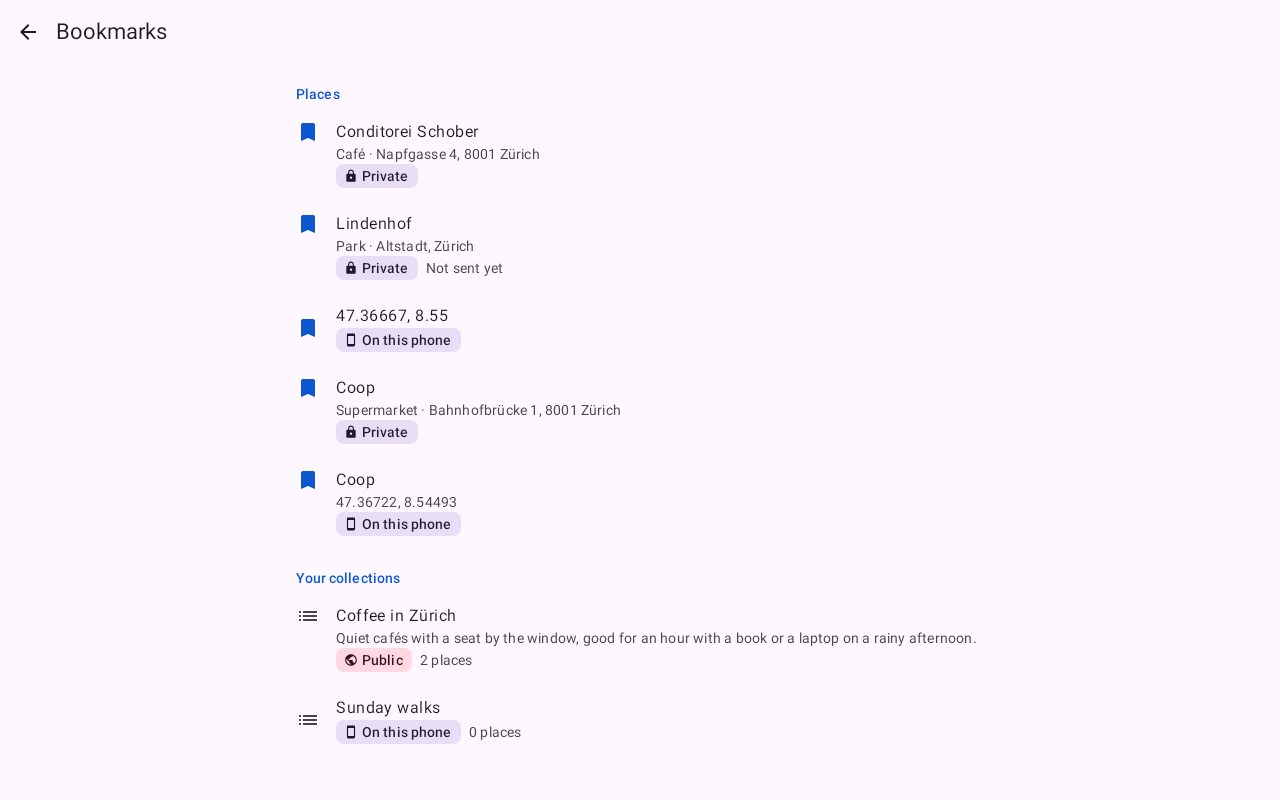 Bookmarks
Places
Conditorei Schober
Café · Napfgasse 4, 8001 Zürich
Private
Lindenhof
Park · Altstadt, Zürich
Private Not sent yet
47.36667, 8.55
On this phone
Coop
Supermarket · Bahnhofbrücke 1, 8001 Zürich
Private
Coop
47.36722, 8.54493
On this phone
Your collections
Coffee in Zürich
Quiet cafés with a seat by the window, good for an hour with a book or a laptop on a rainy afternoon.
Public 2 places
Sunday walks
On this phone 0 places